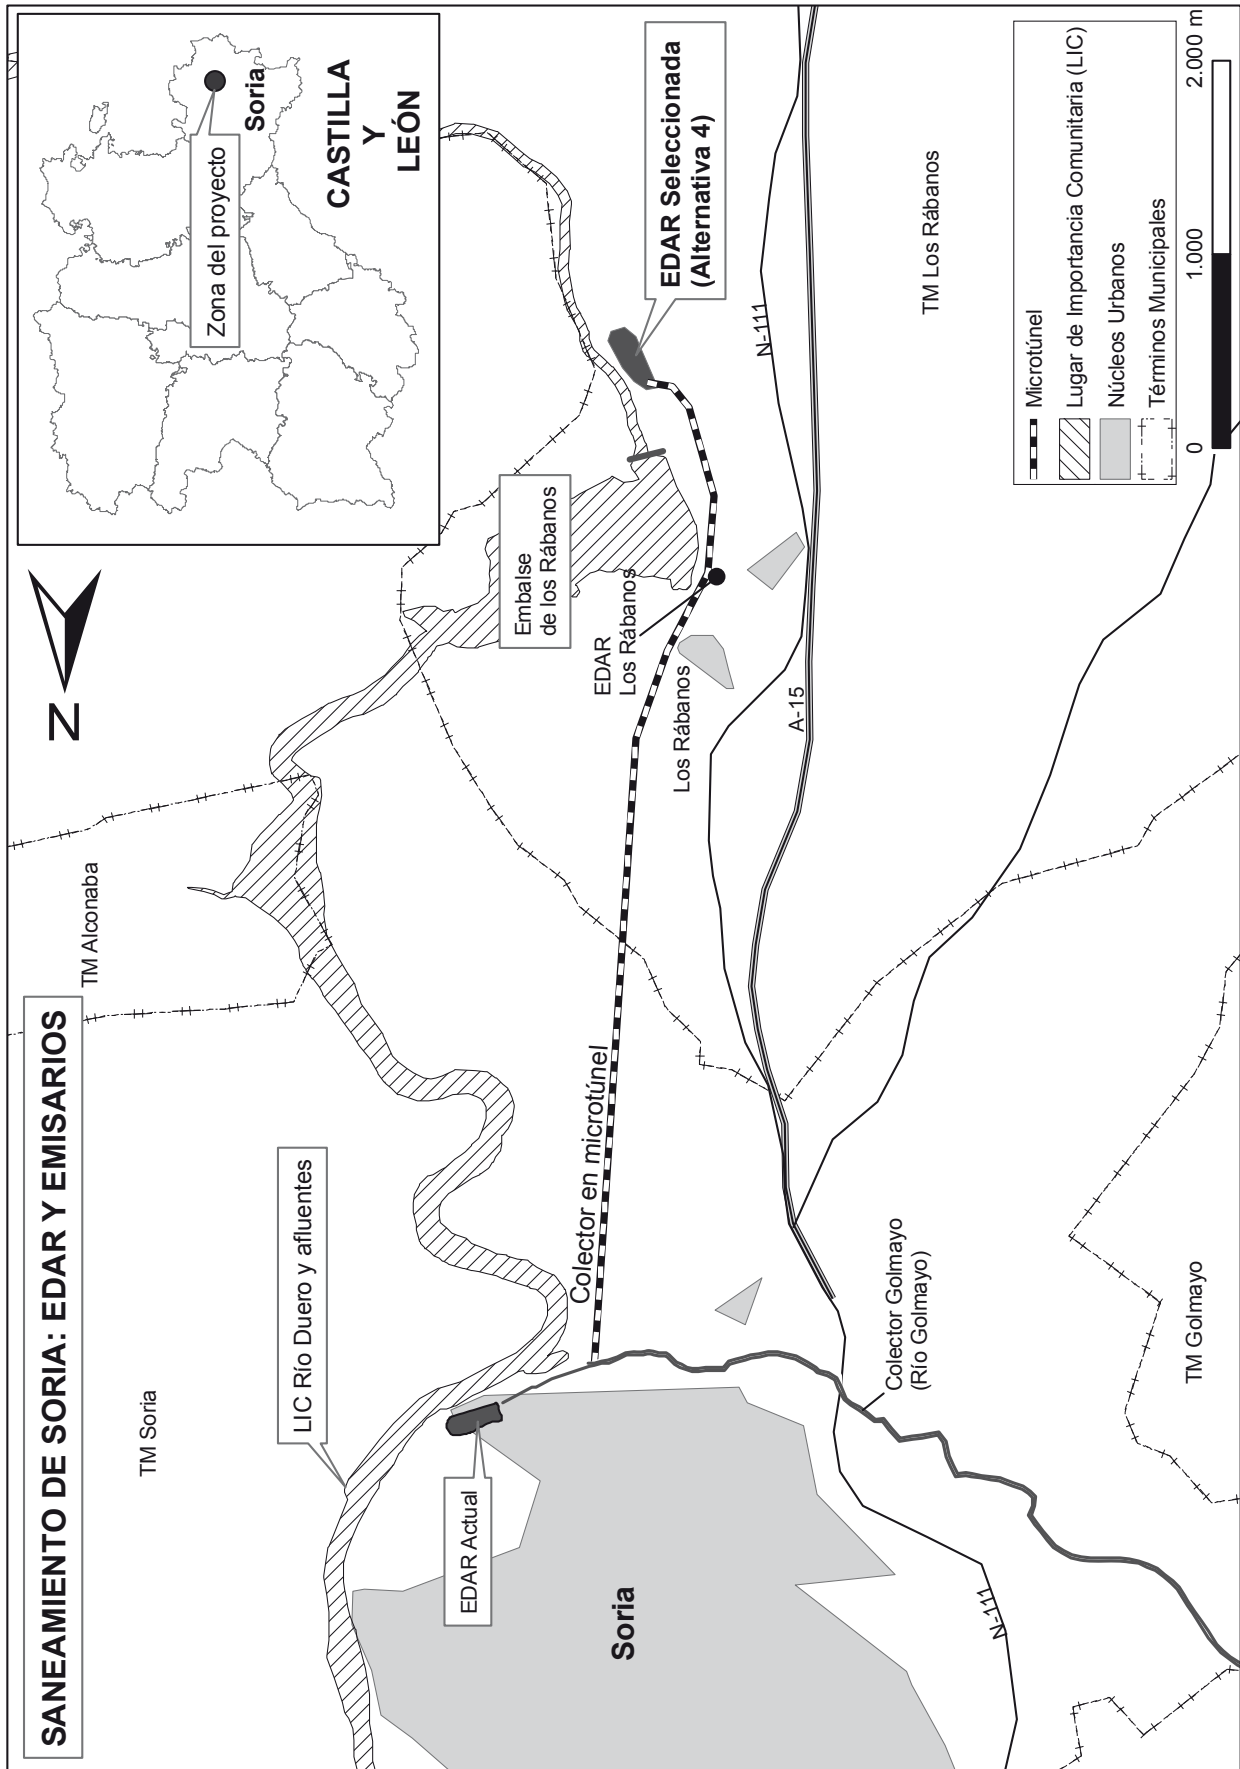 SANEAMIENTO DE SORIA: EDAR Y EMISARIOS
TM Alconaba
N
Zona del proyecto
Soria
CASTILLA
Y
LEÓN
TM Soria
LIC Río Duero y afluentes
Embalse
de los Rábanos
EDAR Seleccionada
(Alternativa 4)
EDAR
Los Rábanos
Los Rábanos
Colector en microtúnel
EDAR Actual
Soria
N-111
A-15
TM Los Rábanos
Colector Golmayo
(Río Golmayo)
N-111
TM Golmayo
Microtúnel
Lugar de Importancia Comunitaria (LIC)
Núcleos Urbanos
Términos Municipales
0
1.000
2.000 m